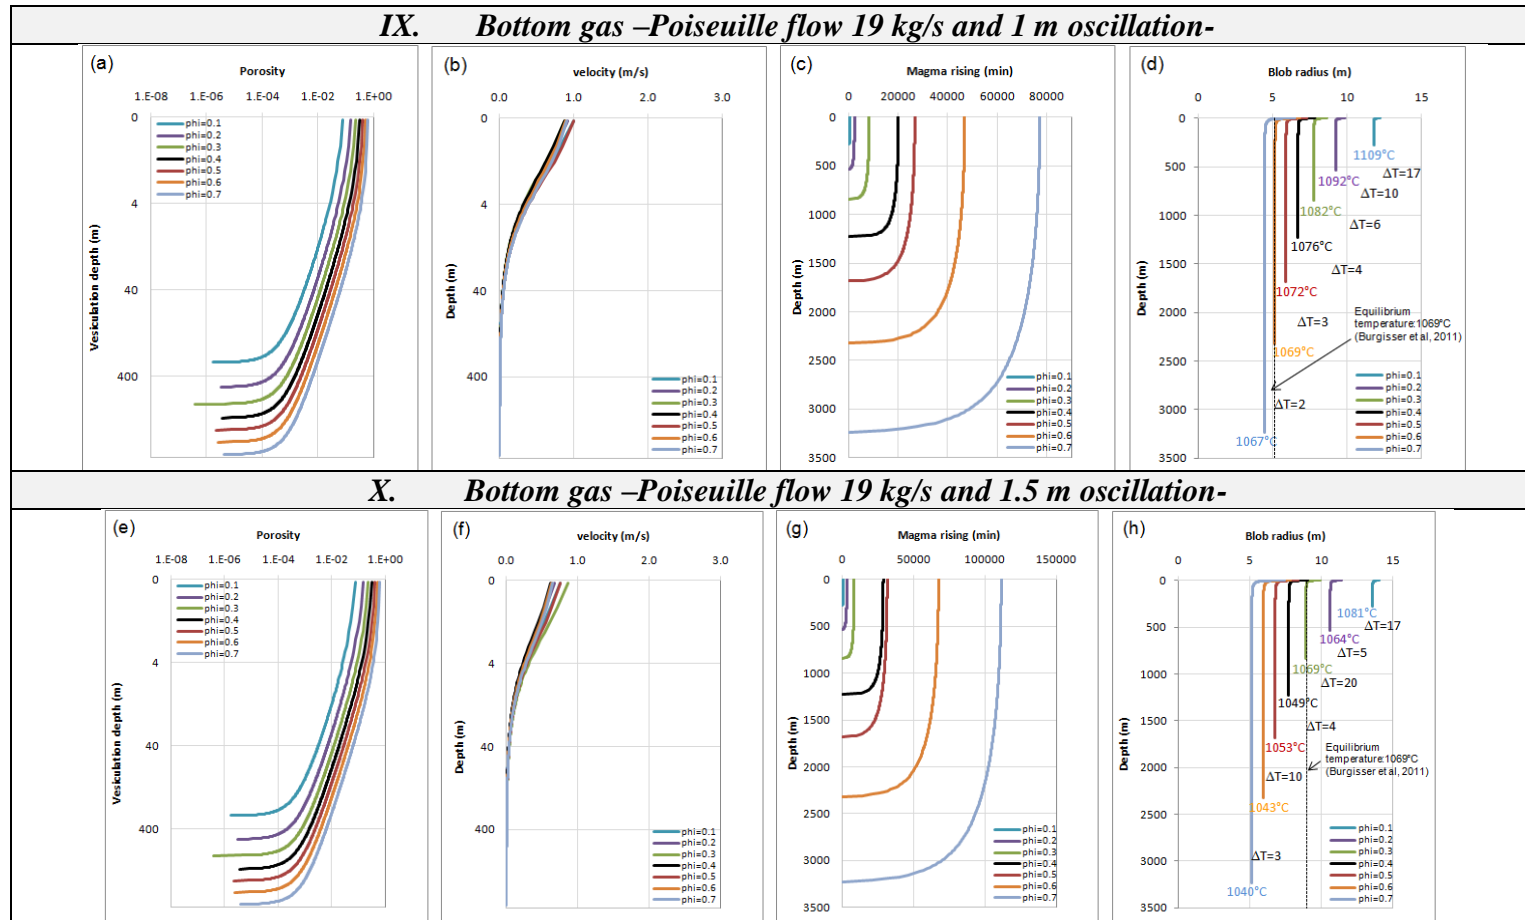 IX. Bottom gas –Poiseuille flow 19 kg/s and 1 m oscillation-
(a)
Porosity
1.E-08 1.E-06 1.E-04 1.E-02 1.E+00
0
4
40
400
Vesiculation depth (m)
phi=0.1
phi=0.2
phi=0.3
phi=0.4
phi=0.5
phi=0.6
phi=0.7
(b)
velocity (m/s)
0.0 1.0 2.0 3.0
0
4
40
400
Depth (m)
phi=0.1
phi=0.2
phi=0.3
phi=0.4
phi=0.5
phi=0.6
phi=0.7
(c)
Magma rising (min)
0 20000 40000 60000 80000
0
500
1000
1500
2000
2500
3000
3500
Depth (m)
phi=0.1
phi=0.2
phi=0.3
phi=0.4
phi=0.5
phi=0.6
phi=0.7
(d)
Blob radius (m)
0 5 10 15
0
500
1000
1500
2000
2500
3000
3500
Depth (m)
1109°C
ΔT=17
1092°C
ΔT=10
1082°C
ΔT=6
1076°C
ΔT=4
1072°C
ΔT=3
Equilibrium
temperature:1069°C
(Burgisser et al, 2011)
1069°C
ΔT=2
1067°C
phi=0.1
phi=0.2
phi=0.3
phi=0.4
phi=0.5
phi=0.6
phi=0.7
X. Bottom gas –Poiseuille flow 19 kg/s and 1.5 m oscillation-
(e)
Porosity
1.E-08 1.E-06 1.E-04 1.E-02 1.E+00
0
4
40
400
Vesiculation depth (m)
phi=0.1
phi=0.2
phi=0.3
phi=0.4
phi=0.5
phi=0.6
phi=0.7
(f)
velocity (m/s)
0.0 1.0 2.0 3.0
0
4
40
400
Depth (m)
phi=0.1
phi=0.2
phi=0.3
phi=0.4
phi=0.5
phi=0.6
phi=0.7
(g)
Magma rising (min)
0 50000 100000 150000
0
500
1000
1500
2000
2500
3000
3500
Depth (m)
phi=0.1
phi=0.2
phi=0.3
phi=0.4
phi=0.5
phi=0.6
phi=0.7
(h)
Blob radius (m)
0 5 10 15
0
500
1000
1500
2000
2500
3000
3500
Depth (m)
1081°C
ΔT=17
1064°C
ΔT=5
1069°C
ΔT=20
1049°C
ΔT=4
1053°C
Equilibrium
temperature:1069°C
(Burgisser et al, 2011)
ΔT=10
1043°C
ΔT=3
1040°C
phi=0.1
phi=0.2
phi=0.3
phi=0.4
phi=0.5
phi=0.6
phi=0.7